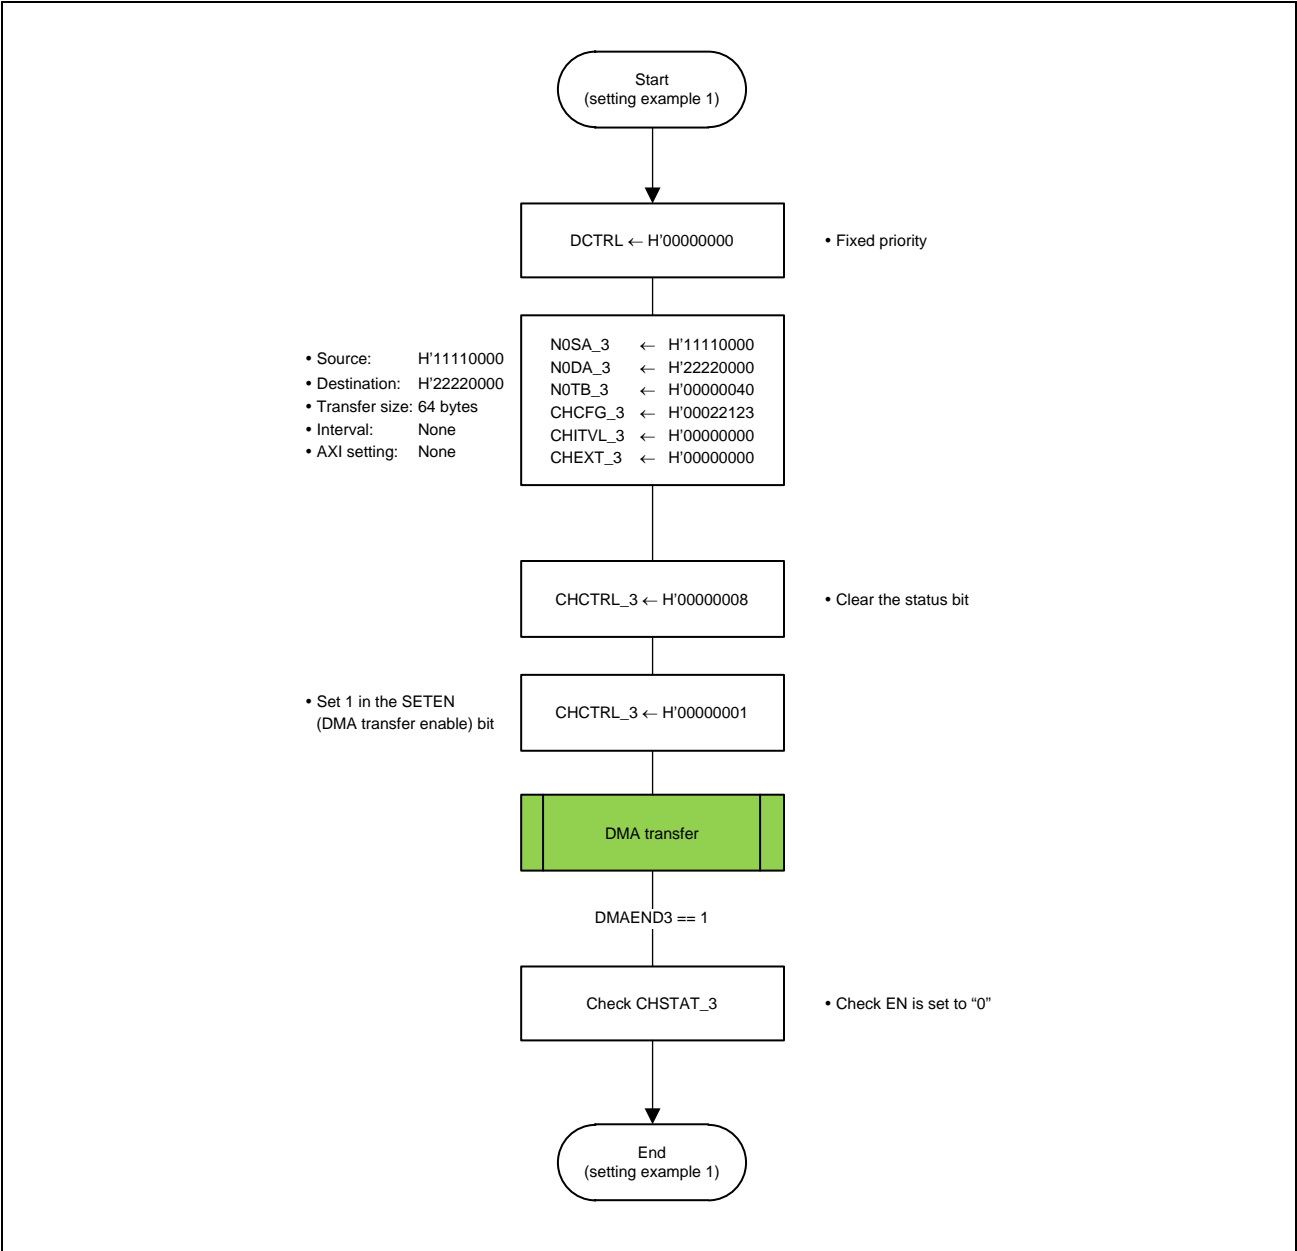 Start
(setting example 1)
DCTRL ← H’00000000
• Fixed priority
• Source: H’11110000
• Destination: H’22220000
• Transfer size: 64 bytes
• Interval: None
• AXI setting: None
N0SA_3 ← H’11110000
N0DA_3 ← H’22220000
N0TB_3 ← H’00000040
CHCFG_3 ← H’00022123
CHITVL_3 ← H’00000000
CHEXT_3 ← H’00000000
CHCTRL_3 ← H’00000008
• Clear the status bit
• Set 1 in the SETEN
(DMA transfer enable) bit
CHCTRL_3 ← H’00000001
DMA transfer
DMAEND3 == 1
Check CHSTAT_3
• Check EN is set to “0”
End
(setting example 1)